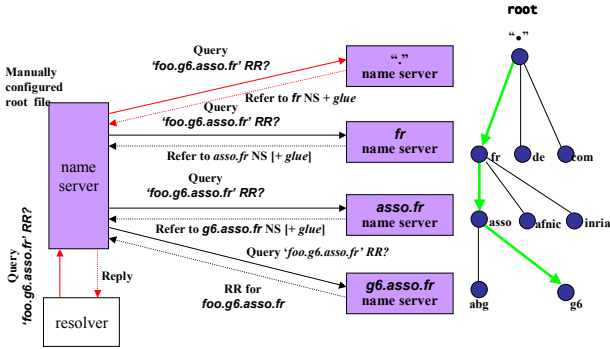 root
“•”
Query
‘foo.g6.asso.fr’ RR?
“.”
name server
Manually
configured
root file
Refer to fr NS + glue
Query
‘foo.g6.asso.fr’ RR?
fr
name server
Refer to asso.fr NS [+ glue]
name
server
Query
‘foo.g6.asso.fr’ RR?
asso.fr
name server
Refer to g6.asso.fr NS [+ glue]
Query ‘foo.g6.asso.fr’ RR?
g6.asso.fr
name server
RR for
foo.g6.asso.fr
Query
‘foo.g6.asso.fr’ RR?
Reply
resolver
fr
de
com
asso
afnic
inria
abg
g6